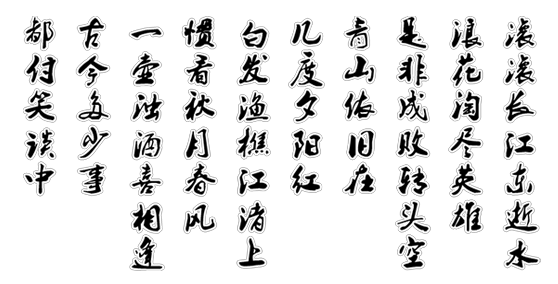 滚滚长江东逝水
浪花淘尽英雄
是非成败转头空
青山依旧在
几度夕阳红
白发渔樵江渚上
惯看秋月春风
一壶浊酒喜相逢
古今多少事
都付笑谈中